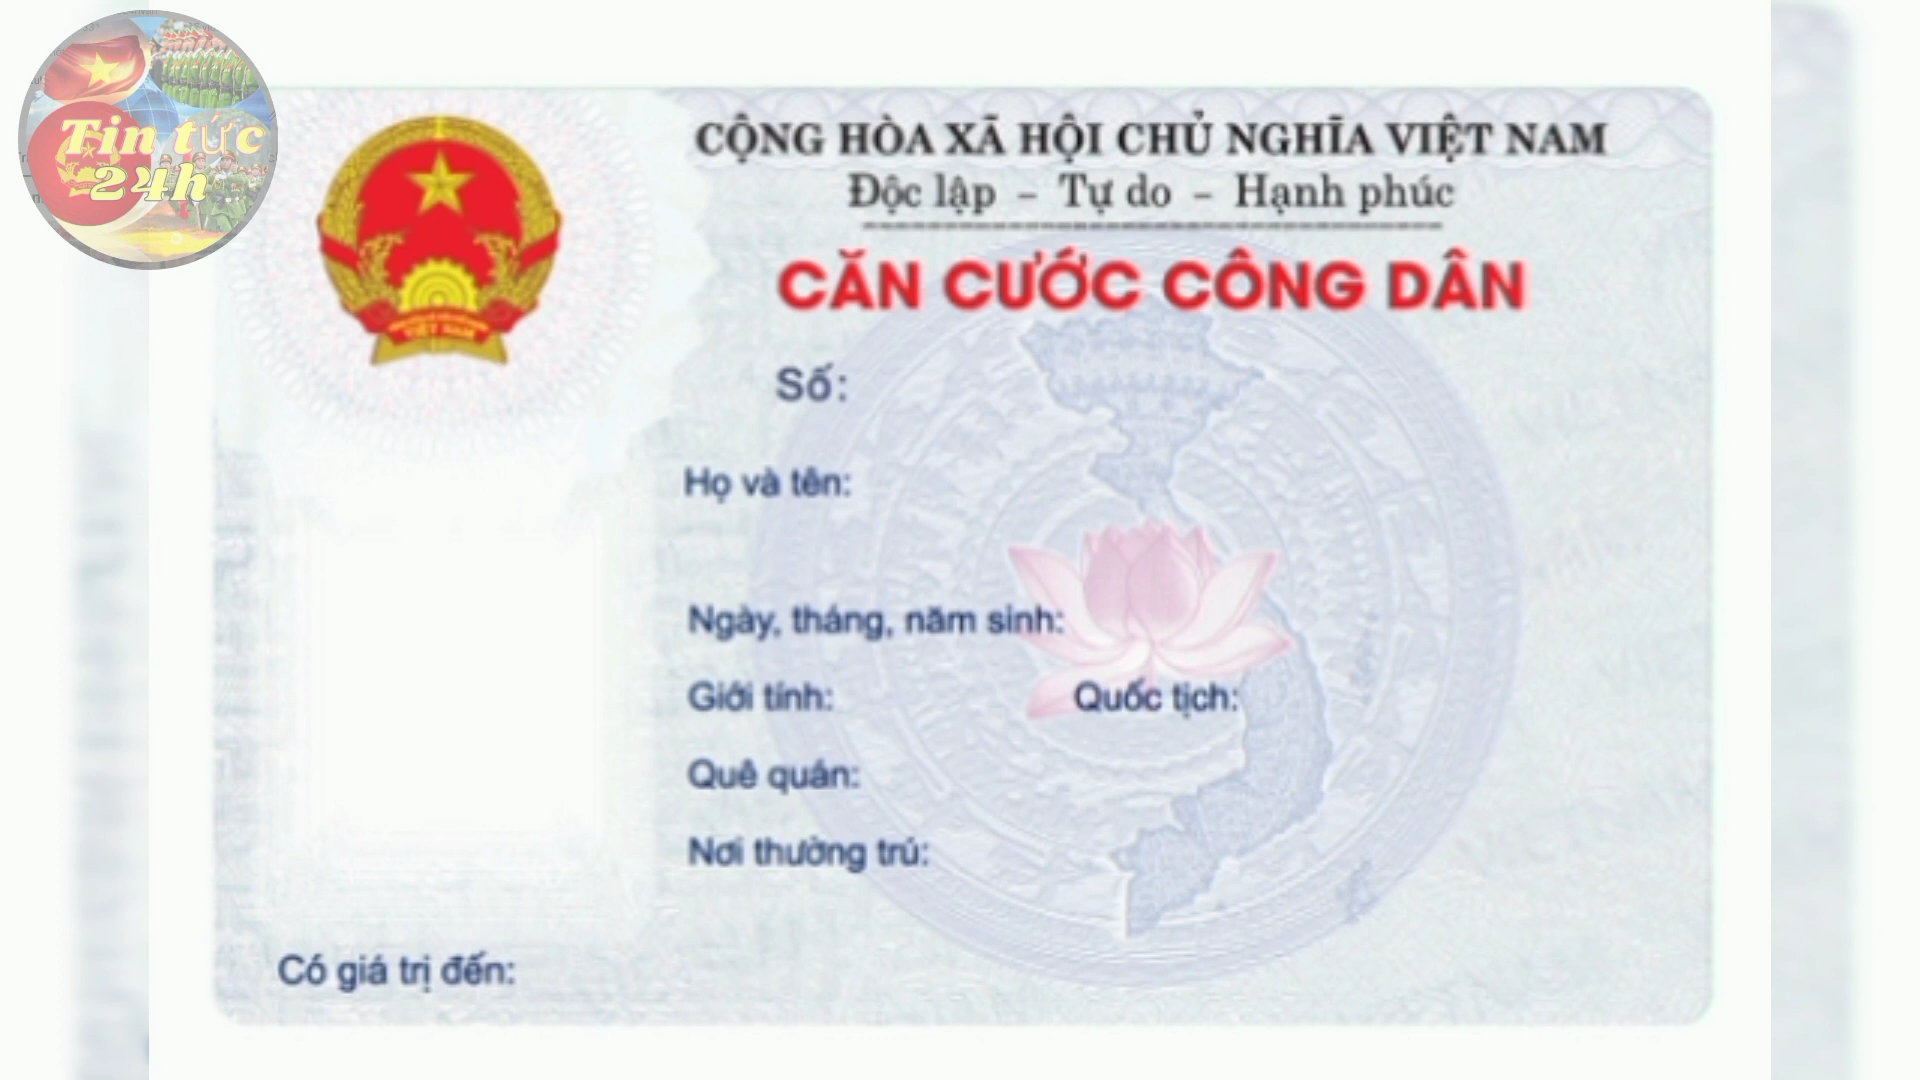 Tin tức
24h
CỘNG HÒA XÃ HỘI CHỦ NGHĨA VIỆT NAM
Độc lập - Tự do - Hạnh phúc
CĂN CƯỚC CÔNG DÂN
VIỆT NAM
Số:
Họ và tên:
Ngày, tháng, năm sinh:
Giới tính: Quốc tịch:
Quê quán:
Nơi thường trú:
Có giá trị đến: